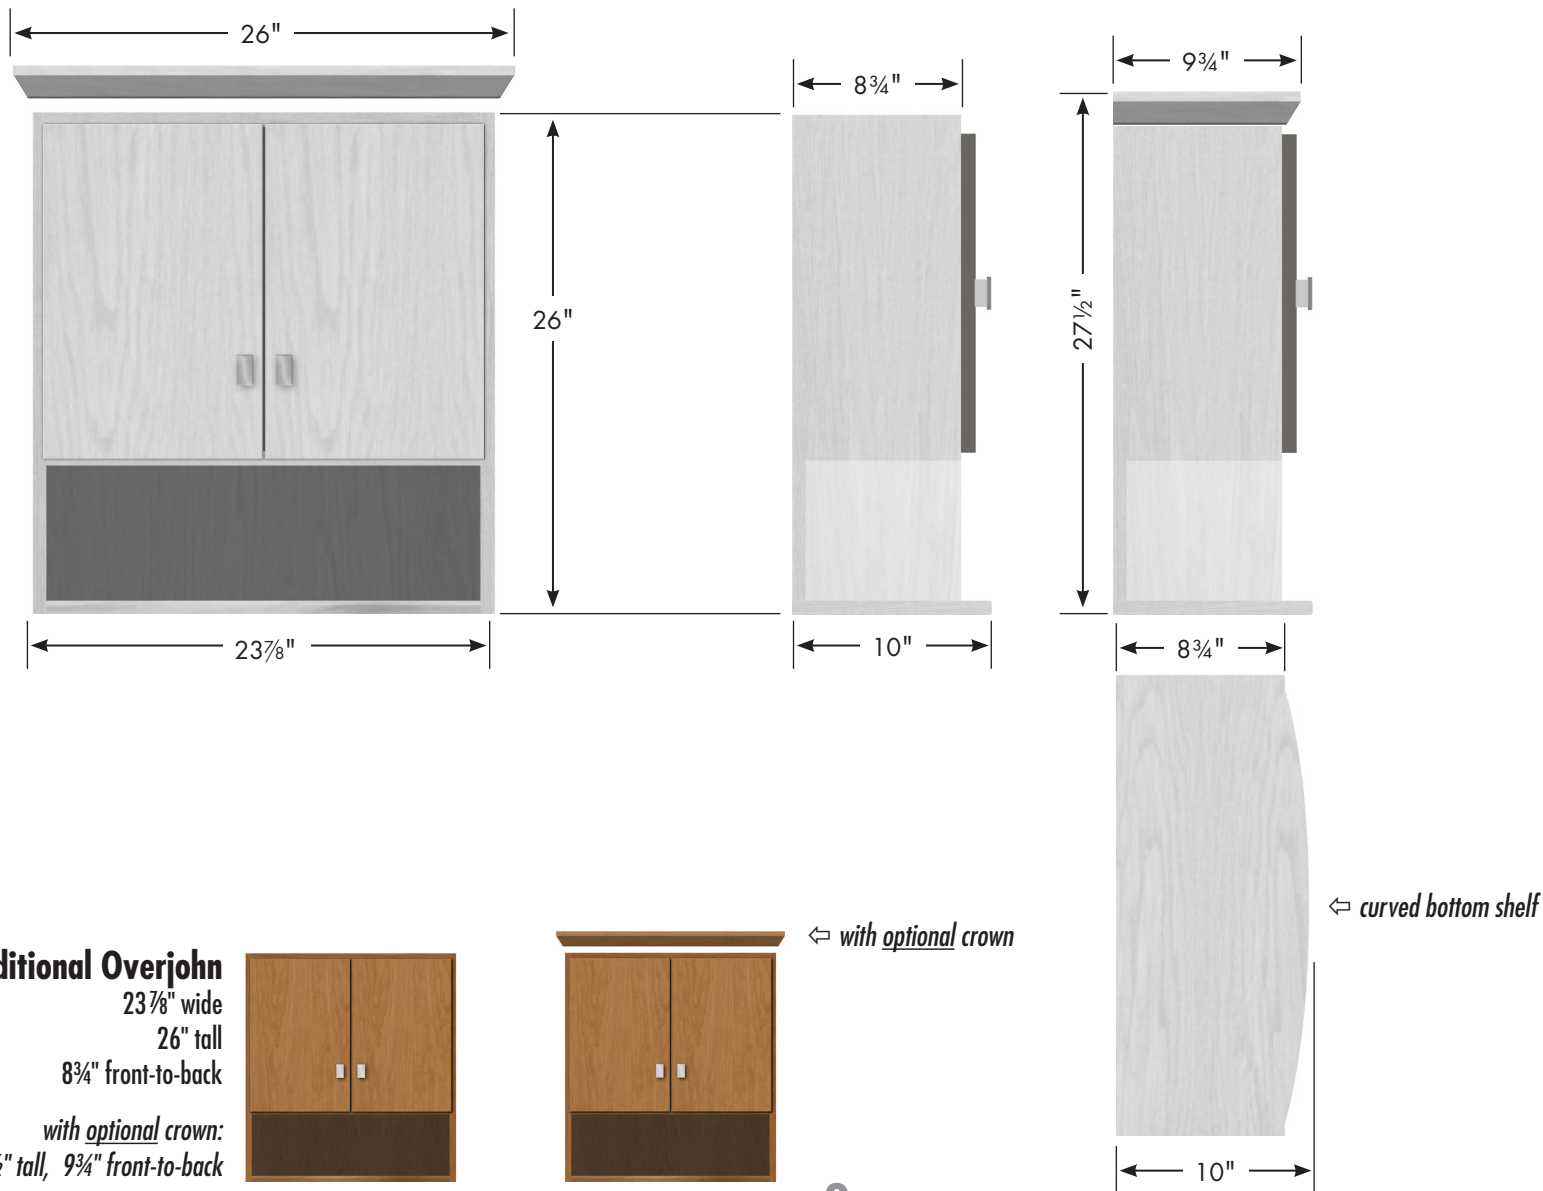 26"
8¾"
9¾"
26"
27½"
23⅞"
10"
8¾"
⇦ curved bottom shelf
⇦ with optional crown
Overjohn
23⅞" wide
26" tall
8¾" front-to-back
with optional crown:
tall, 9¾" front-to-back
10"